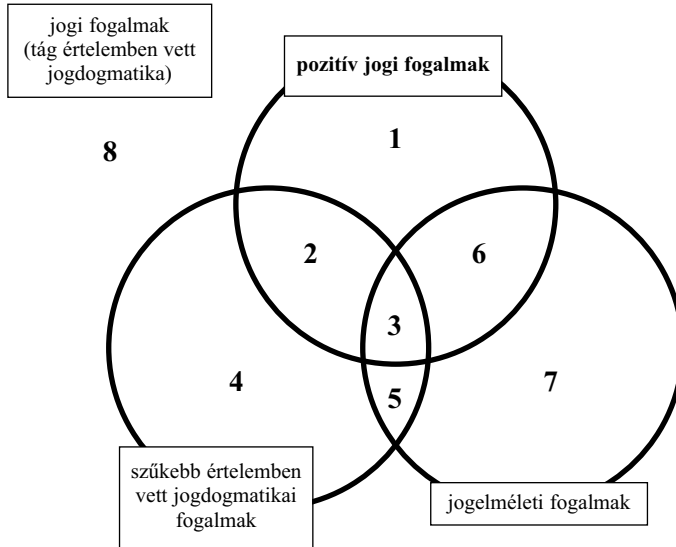 jogi fogalmak
(tág értelemben vett
jogdogmatika)
pozitív jogi fogalmak
1
8
2
6
3
4
5
7
szűkebb értelemben
vett jogdogmatikai
fogalmak
jogelméleti fogalmak